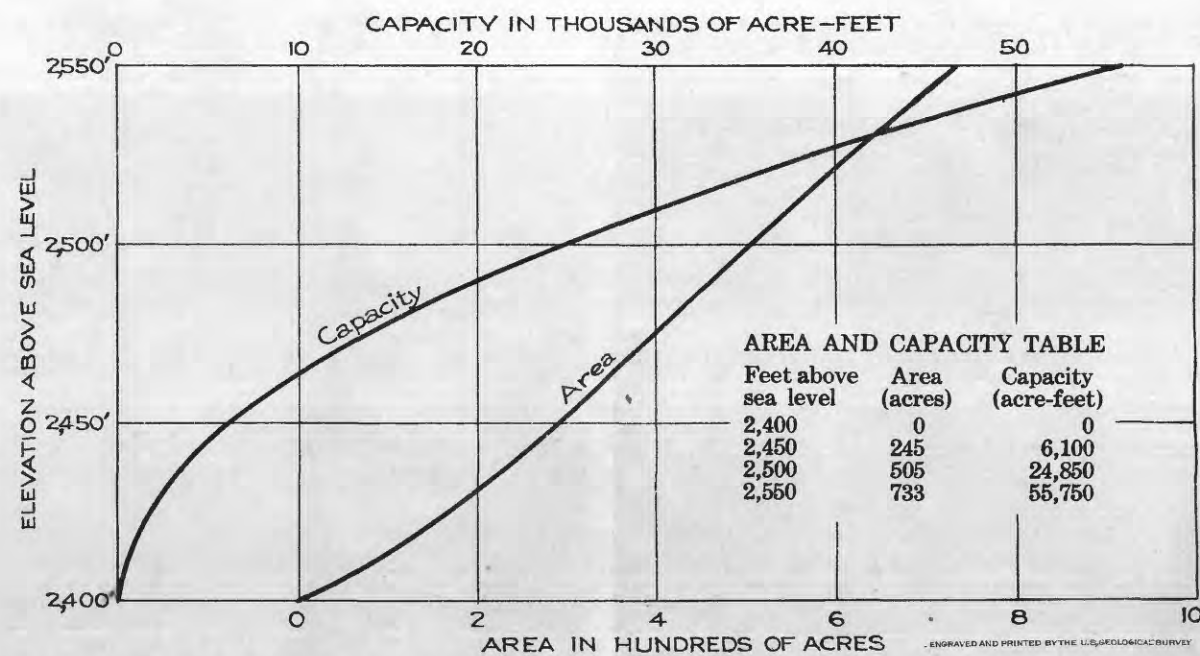 CAPACITY IN THOUSANDS OF ACRE-FEET
0 10 20 30 40 50
2,550'
2,500'
2,450'
2,400'
ELEVATION ABOVE SEA LEVEL
Capacity
Area
AREA AND CAPACITY TABLE
Feet above sea level Area (acres) Capacity (acre-feet)
2,400 0 0
2,450 245 6,100
2,500 505 24,850
2,550 733 55,750
0 2 4 6 8 10
AREA IN HUNDREDS OF ACRES
ENGRAVED AND PRINTED BY THE U.S. GEOLOGICAL SURVEY